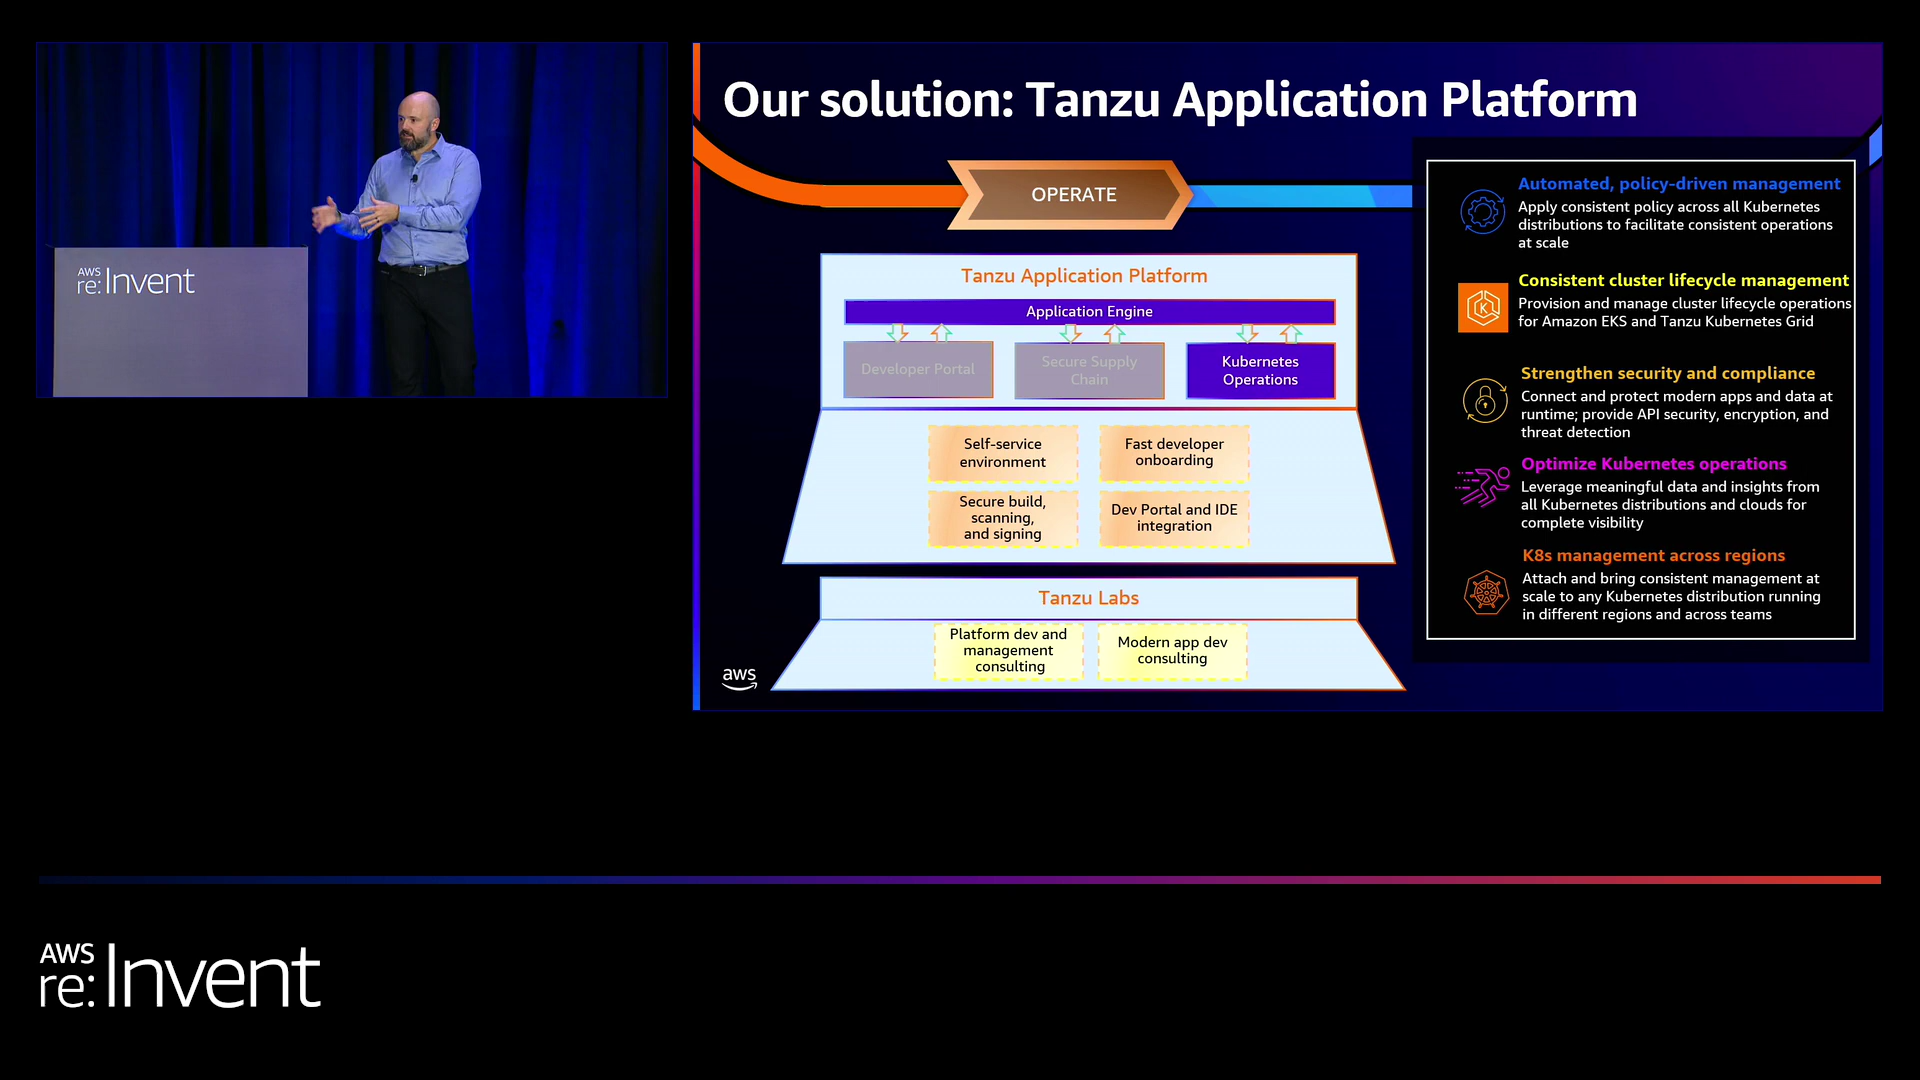 AWS
re:Invent
Our solution: Tanzu Application Platform
OPERATE
Tanzu Application Platform
Application Engine
Developer Portal
Secure Supply
Chain
Kubernetes
Operations
Self-service
environment
Fast developer
onboarding
Secure build,
scanning,
and signing
Dev Portal and IDE
integration
Tanzu Labs
Platform dev and
management
consulting
Modern app dev
consulting
aws
Automated, policy-driven management
Apply consistent policy across all Kubernetes
distributions to facilitate consistent operations
at scale
K
Consistent cluster lifecycle management
Provision and manage cluster lifecycle operations
for Amazon EKS and Tanzu Kubernetes Grid
Strengthen security and compliance
Connect and protect modern apps and data at
runtime; provide API security, encryption, and
threat detection
Optimize Kubernetes operations
Leverage meaningful data and insights from
all Kubernetes distributions and clouds for
complete visibility
K8s management across regions
Attach and bring consistent management at
scale to any Kubernetes distribution running
in different regions and across teams
AWS
re:Invent